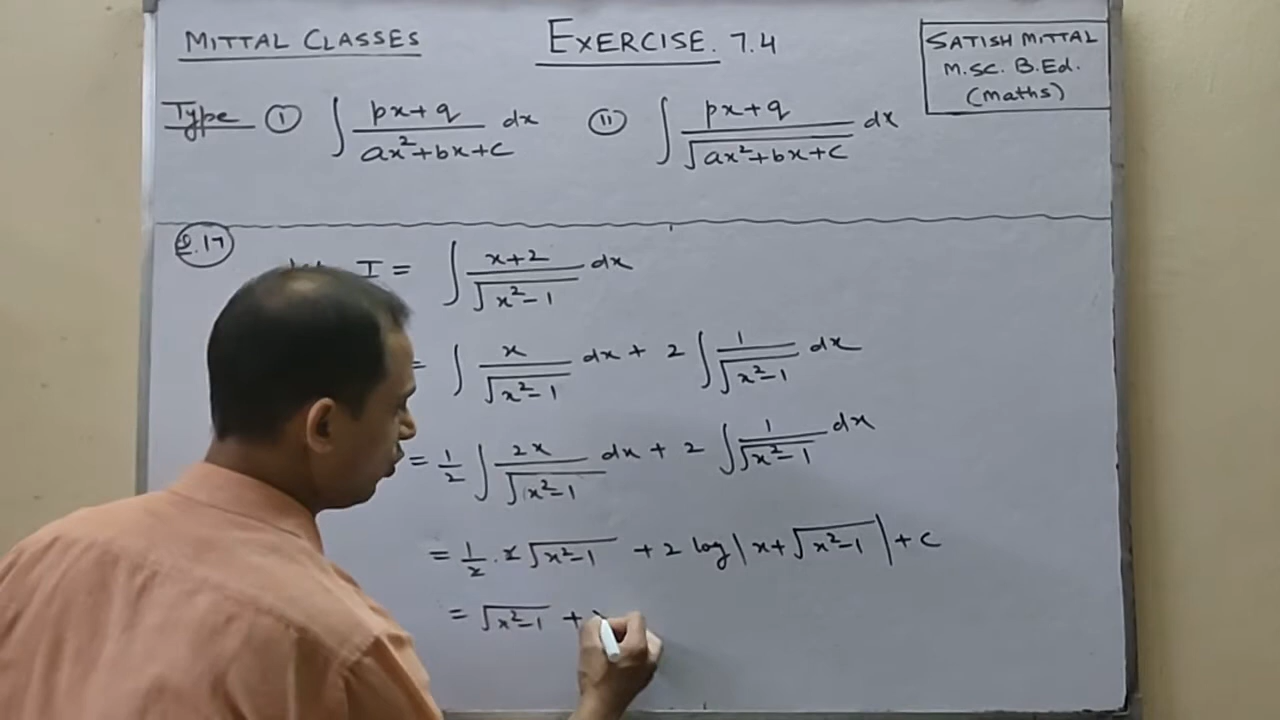 MITTAL CLASSES
EXERCISE. 7.4
SATISH MITTAL
M.SC. B.Ed.
(Maths)
Type ① ∫ px+q / ax²+bx+c dx ② ∫ px+q / √ax²+bx+c dx
Q.17
I = ∫ x+2 / √x²-1 dx
= ∫ x / √x²-1 dx + 2 ∫ 1 / √x²-1 dx
= 1/2 ∫ 2x / √x²-1 dx + 2 ∫ 1 / √x²-1 dx
= 1/2 . 2 √x²-1 + 2 log|x+√x²-1| + c
= √x²-1 +